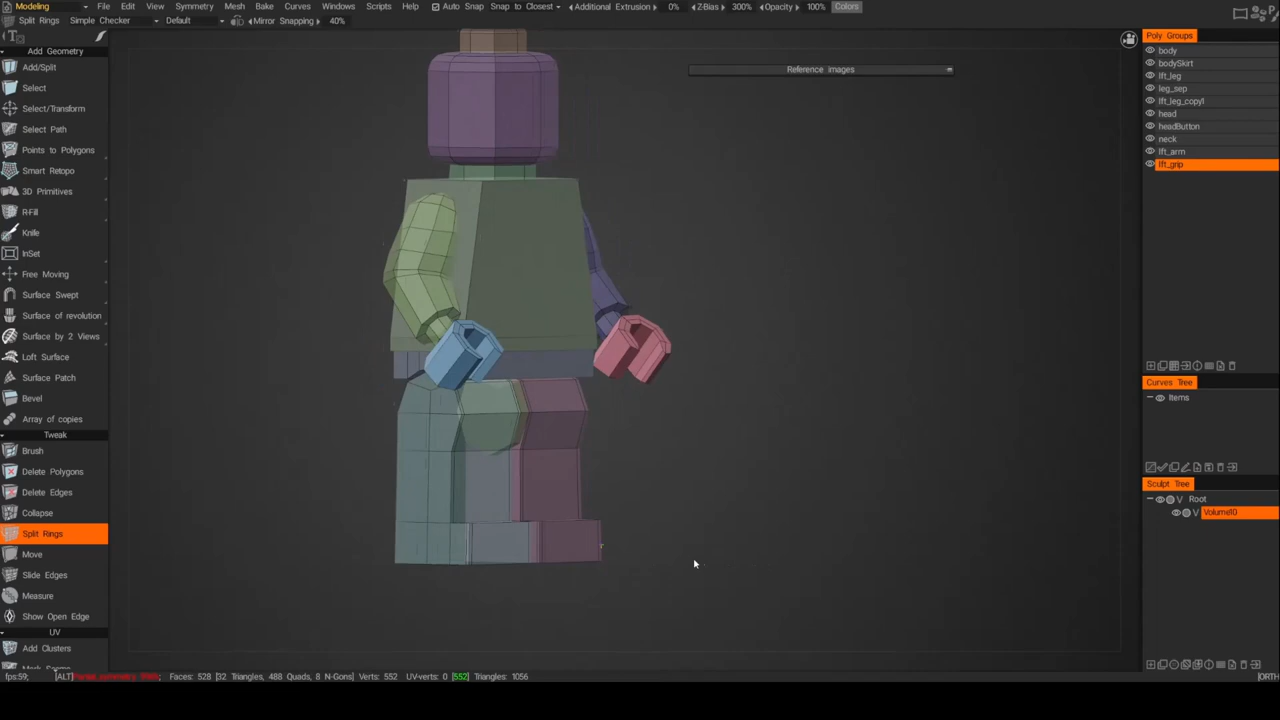 Modeling File Edit View Symmetry Mesh Bake Curves Windows Scripts Help Auto Snap Snap to Closest Additional Extrusion 0% Z-Bias 300% Opacity 100% Colors
Split Rings Simple Checker Default Mirror Snapping 40%
Add Geometry
Add/Split
Select
Select/Transform
Select Path
Points to Polygons
Smart Retopo
3D Primitives
R-Fill
Knife
InSet
Free Moving
Surface Swept
Surface of revolution
Surface by 2 Views
Loft Surface
Surface Patch
Bevel
Array of copies
Tweak
Brush
Delete Polygons
Delete Edges
Collapse
Split Rings
Move
Slide Edges
Measure
Show Open Edge
UV
Add Clusters
Reference images
Poly Groups
body
bodySkirt
lft_leg
leg_sep
lft_leg_copy1
head
headButton
neck
lft_arm
lft_grip
Curves Tree
Items
Sculpt Tree
V Root
V Volume10
fps:59; [ALT] Faces: 528 [32 Triangles, 488 Quads, 8 N-Gons] Verts: 552 UV-verts: 0 [552] Triangles: 1056 [ORTH